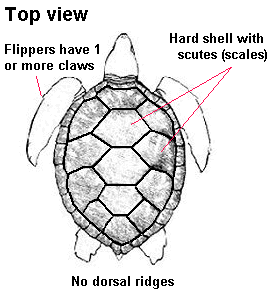 Top view
Flippers have 1
or more claws
Hard shell with
scutes (scales)
No dorsal ridges